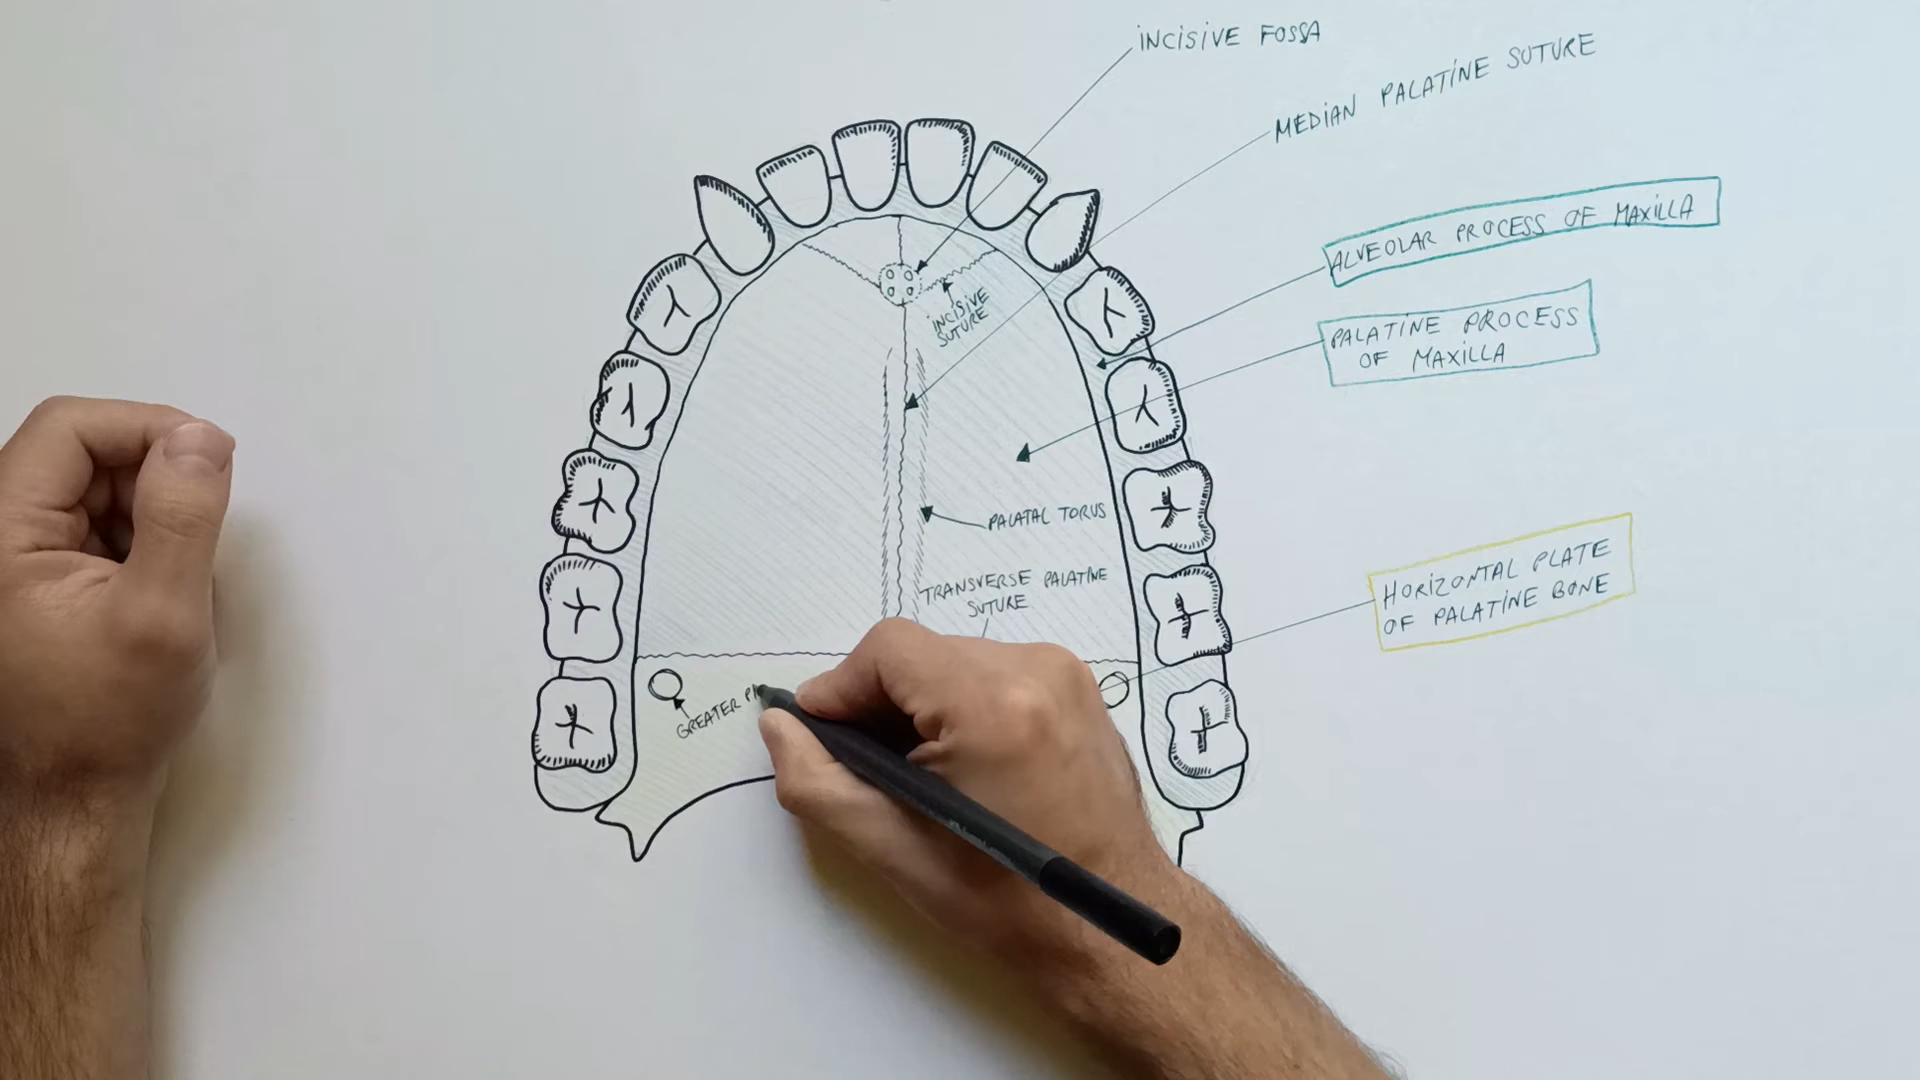 INCISIVE FOSSA
MEDIAN PALATINE SUTURE
ALVEOLAR PROCESS OF MAXILLA
PALATINE PROCESS
OF MAXILLA
INCISIVE
SUTURE
PALATAL TORUS
TRANSVERSE PALATINE
SUTURE
HORIZONTAL PLATE
OF PALATINE BONE
GREATER